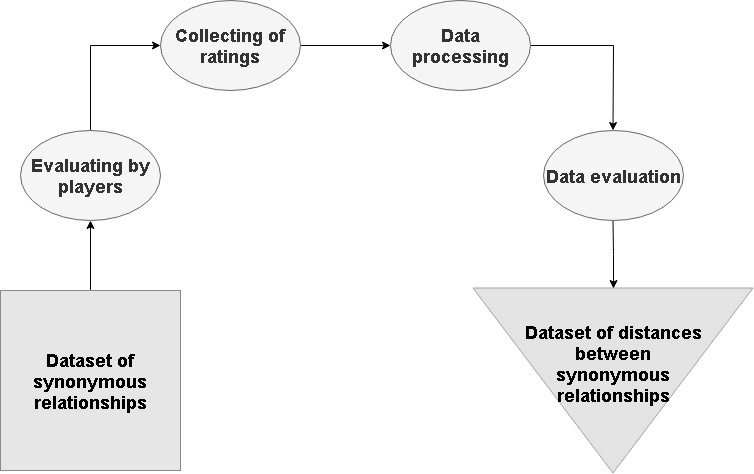 Collecting of
ratings
Data
processing
Evaluating by
players
Data evaluation
Dataset of
synonymous
relationships
Dataset of distances
between
synonymous
relationships